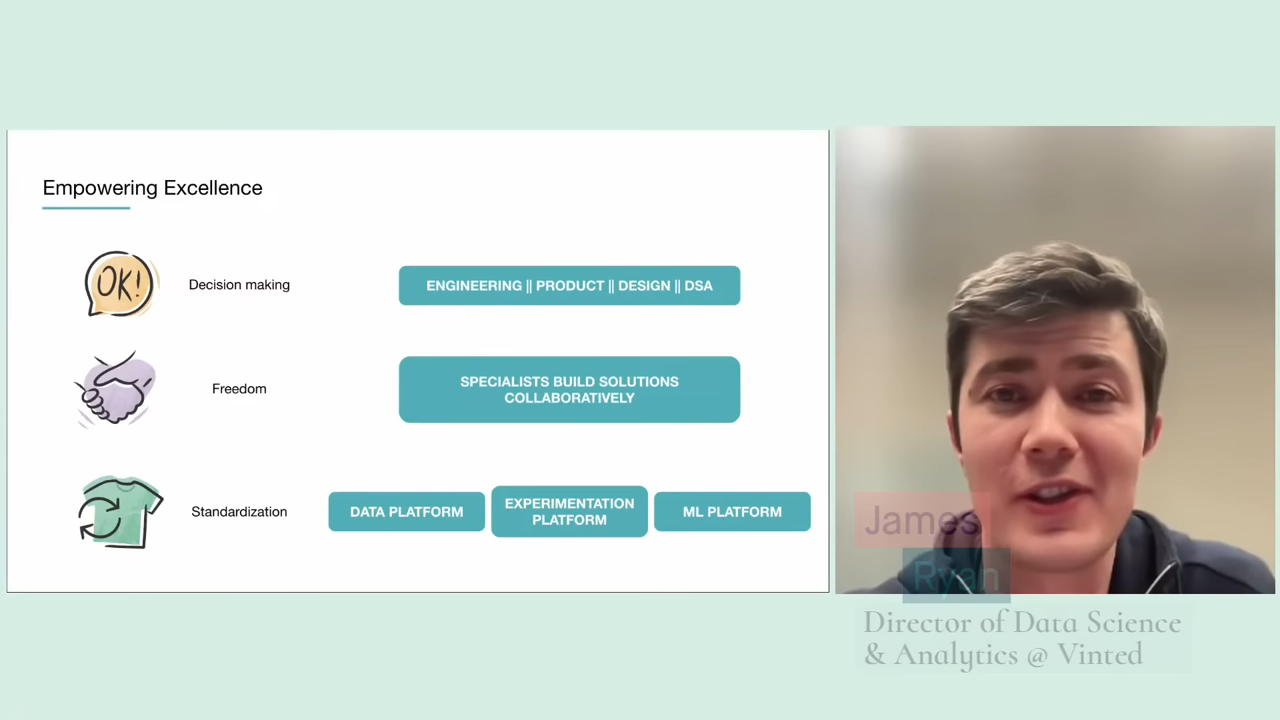 Empowering Excellence
OK!
Decision making
ENGINEERING || PRODUCT || DESIGN || DSA
Freedom
SPECIALISTS BUILD SOLUTIONS
COLLABORATIVELY
Standardization
DATA PLATFORM
EXPERIMENTATION
PLATFORM
ML PLATFORM
James
Ryan
Director of Data Science
& Analytics @ Vinted